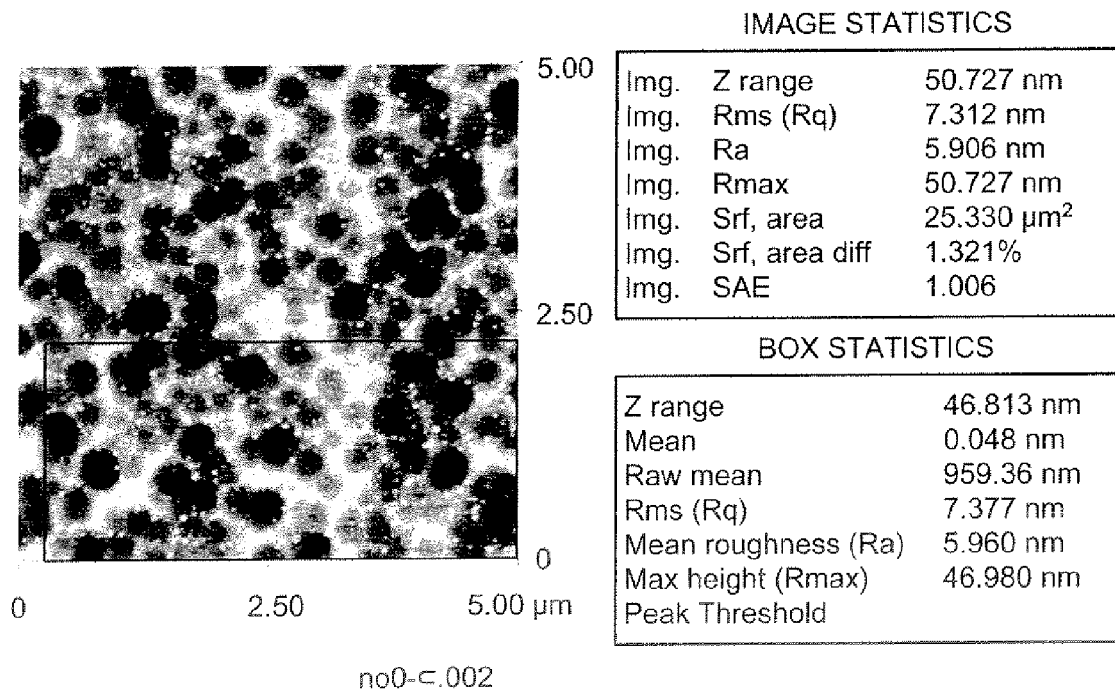 IMAGE STATISTICS
5.00
Img. Z range 50.727 nm
Img. Rms (Rq) 7.312 nm
Img. Ra 5.906 nm
Img. Rmax 50.727 nm
Img. Srf, area 25.330 µm²
Img. Srf, area diff 1.321%
Img. SAE 1.006
2.50
BOX STATISTICS
Z range 46.813 nm
Mean 0.048 nm
Raw mean 959.36 nm
Rms (Rq) 7.377 nm
Mean roughness (Ra) 5.960 nm
Max height (Rmax) 46.980 nm
Peak Threshold
0
0 2.50 5.00 µm
no0-⊂.002